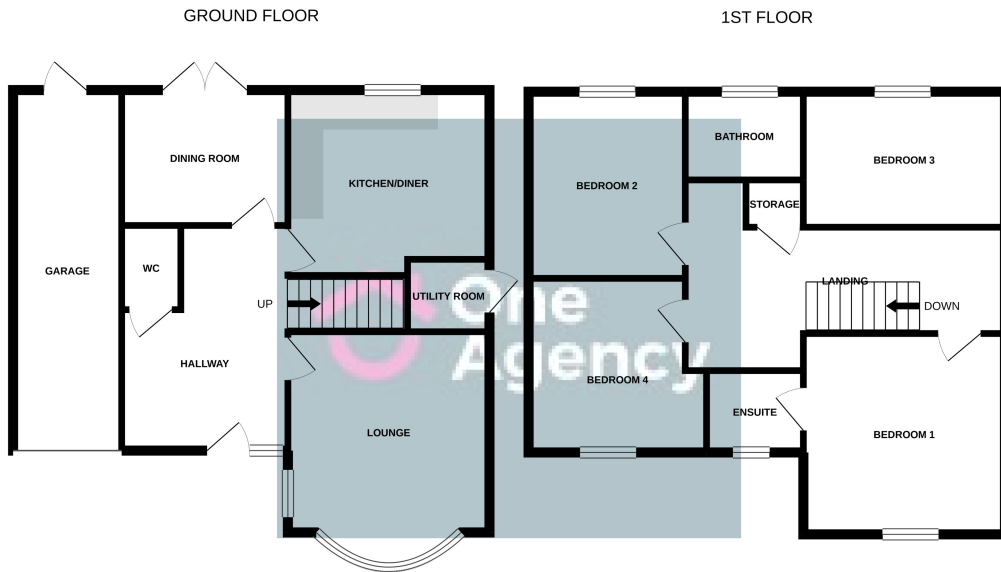 GROUND FLOOR
1ST FLOOR
DINING ROOM
KITCHEN/DINER
GARAGE
WC
UP
UTILITY ROOM
HALLWAY
LOUNGE
BATHROOM
BEDROOM 2
BEDROOM 3
STORAGE
LANDING
DOWN
BEDROOM 4
ENSUITE
BEDROOM 1
One
Agency